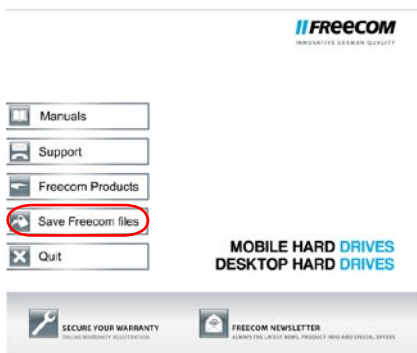 FREECOM
INNOVATIVE GERMAN QUALITY
Manuals
Support
Freecom Products
Save Freecom files
Quit
MOBILE HARD DRIVES
DESKTOP HARD DRIVES
SECURE YOUR WARRANTY
ONLINE WARRANTY REGISTRATION
FREECOM NEWSLETTER
ALWAYS THE LATEST NEWS, PRODUCT INFO AND SPECIAL OFFERS